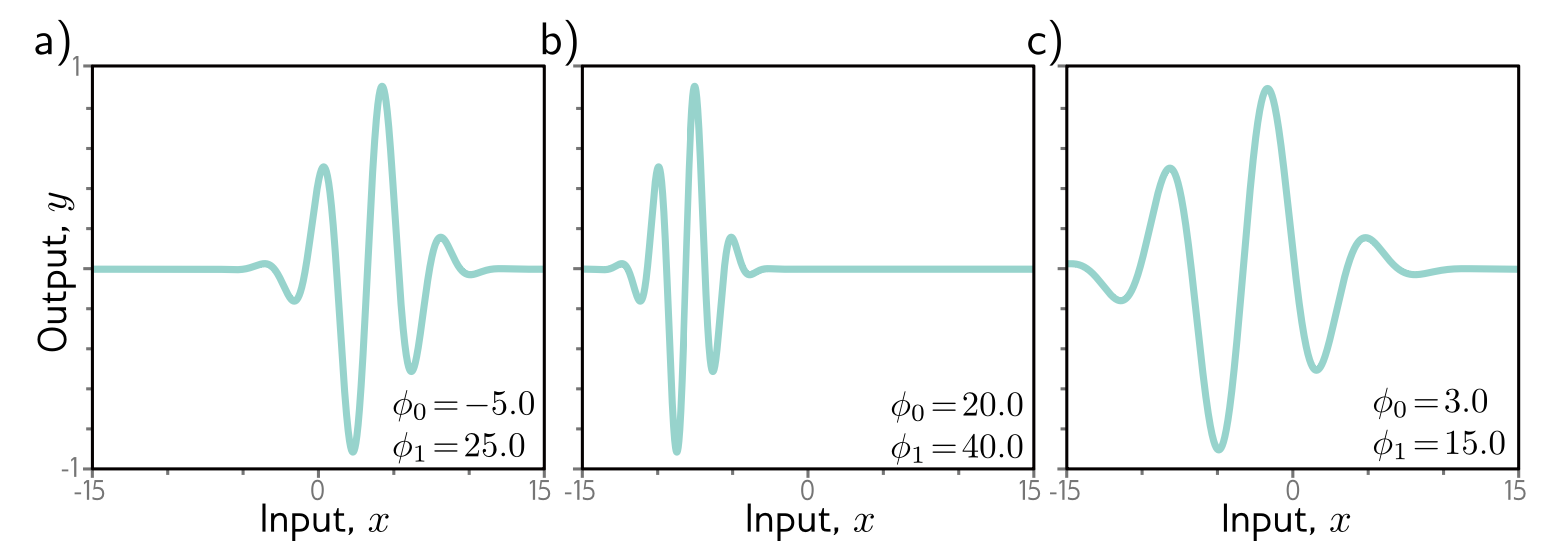 a) b) c)
1
Output, y
ϕ₀=−5.0
ϕ₁=25.0
ϕ₀=20.0
ϕ₁=40.0
ϕ₀=3.0
ϕ₁=15.0
-1
-15 0 15 -15 0 15 -15 0 15
Input, x Input, x Input, x